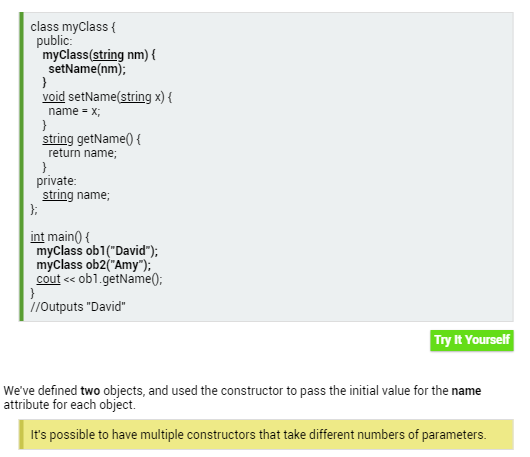 class myClass {
public:
myClass(string nm) {
setName(nm);
}
void setName(string x) {
name = x;
}
string getName() {
return name;
}
private:
string name;
};
int main() {
myClass ob1("David");
myClass ob2("Amy");
cout << ob1.getName();
}
//Outputs "David"
Try It Yourself
We've defined two objects, and used the constructor to pass the initial value for the name
attribute for each object.
It's possible to have multiple constructors that take different numbers of parameters.